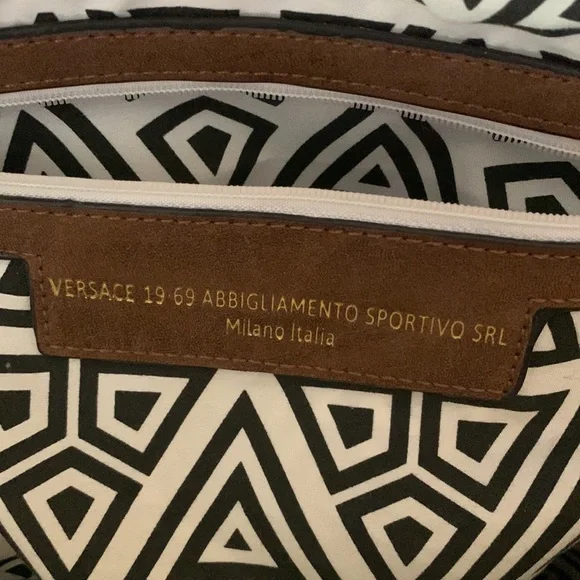 VERSACE 19 69 ABBIGLIAMENTO SPORTIVO SRL
Milano Italia